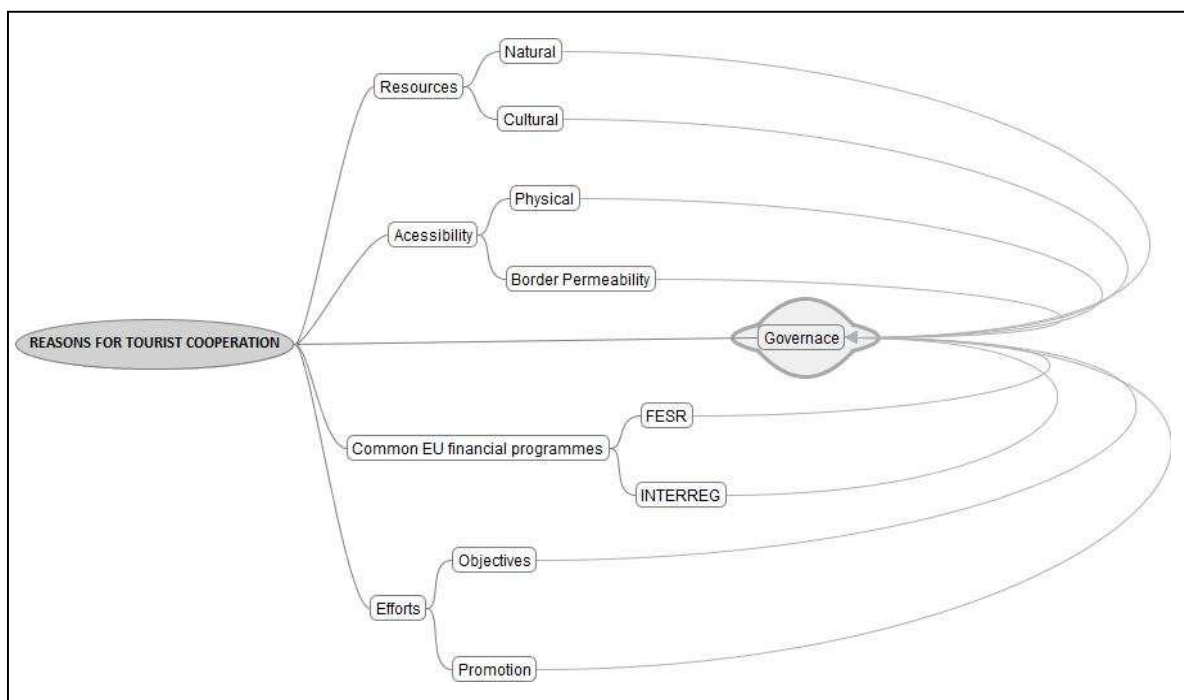 Natural
Resources
Cultural
Physical
Acessibility
Border Permeability
REASONS FOR TOURIST COOPERATION
Governace
FESR
Common EU financial programmes
INTERREG
Objectives
Efforts
Promotion